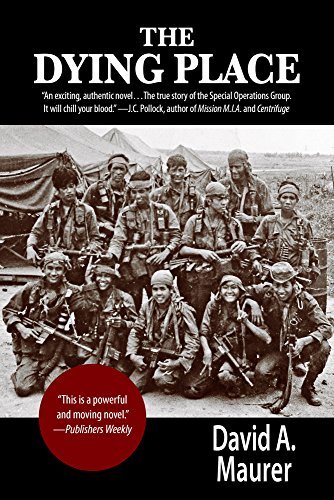 THE
DYING PLACE
“An exciting, authentic novel . . . The true story of the Special Operations Group.
It will chill your blood.”—J.C. Pollock, author of Mission M.I.A. and Centrifuge
“This is a powerful
and moving novel.”
—Publishers Weekly
David A.
Maurer